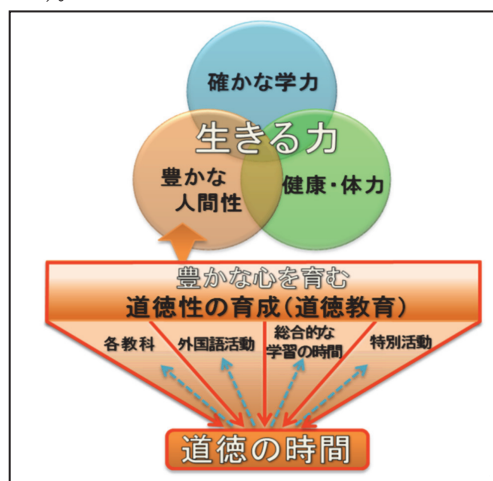 確かな学力
生きる力
豊かな
人間性
健康・体力
豊かな心を育む
道徳性の育成(道徳教育)
各教科
外国語活動
総合的な
学習の時間
特別活動
道徳の時間